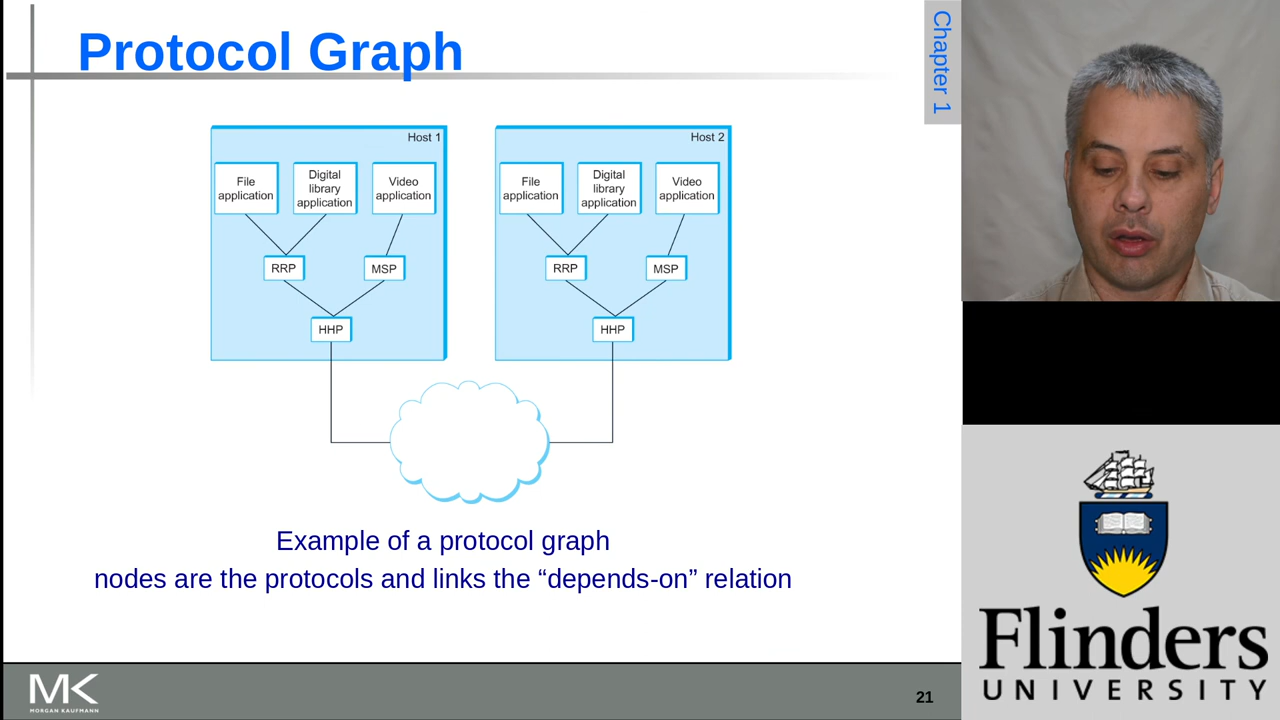 Protocol Graph
Chapter 1
Host 1
File
application
Digital
library
application
Video
application
RRP
MSP
HHP
Host 2
File
application
Digital
library
application
Video
application
RRP
MSP
HHP
Example of a protocol graph
nodes are the protocols and links the “depends-on” relation
MK
MORGAN KAUFMANN
21
Flinders
UNIVERSITY